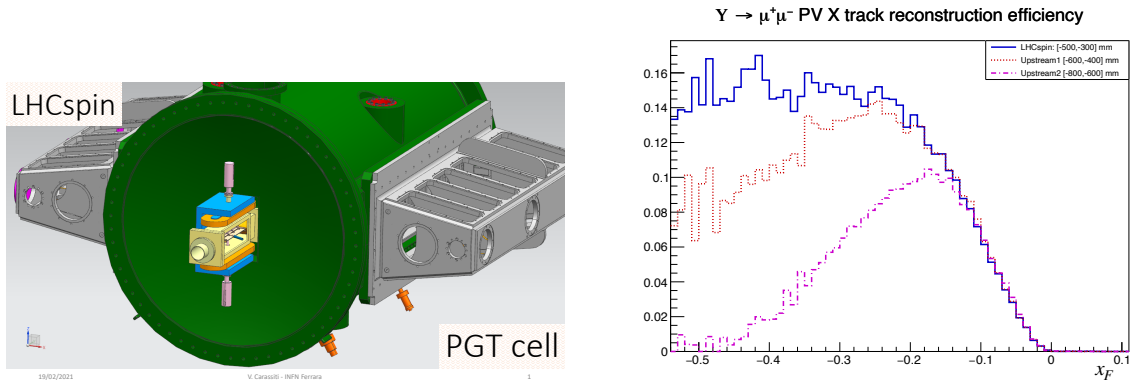 LHCspin
PGT cell
19/02/2021
V. Carassiti - INFN Ferrara
1
Υ → μ⁺μ⁻ PV X track reconstruction efficiency
LHCspin: [-500,-300] mm
Upstream1 [-600,-400] mm
Upstream2 [-800,-600] mm
0.16
0.14
0.12
0.1
0.08
0.06
0.04
0.02
0
−0.5 −0.4 −0.3 −0.2 −0.1 0 0.1
x_F